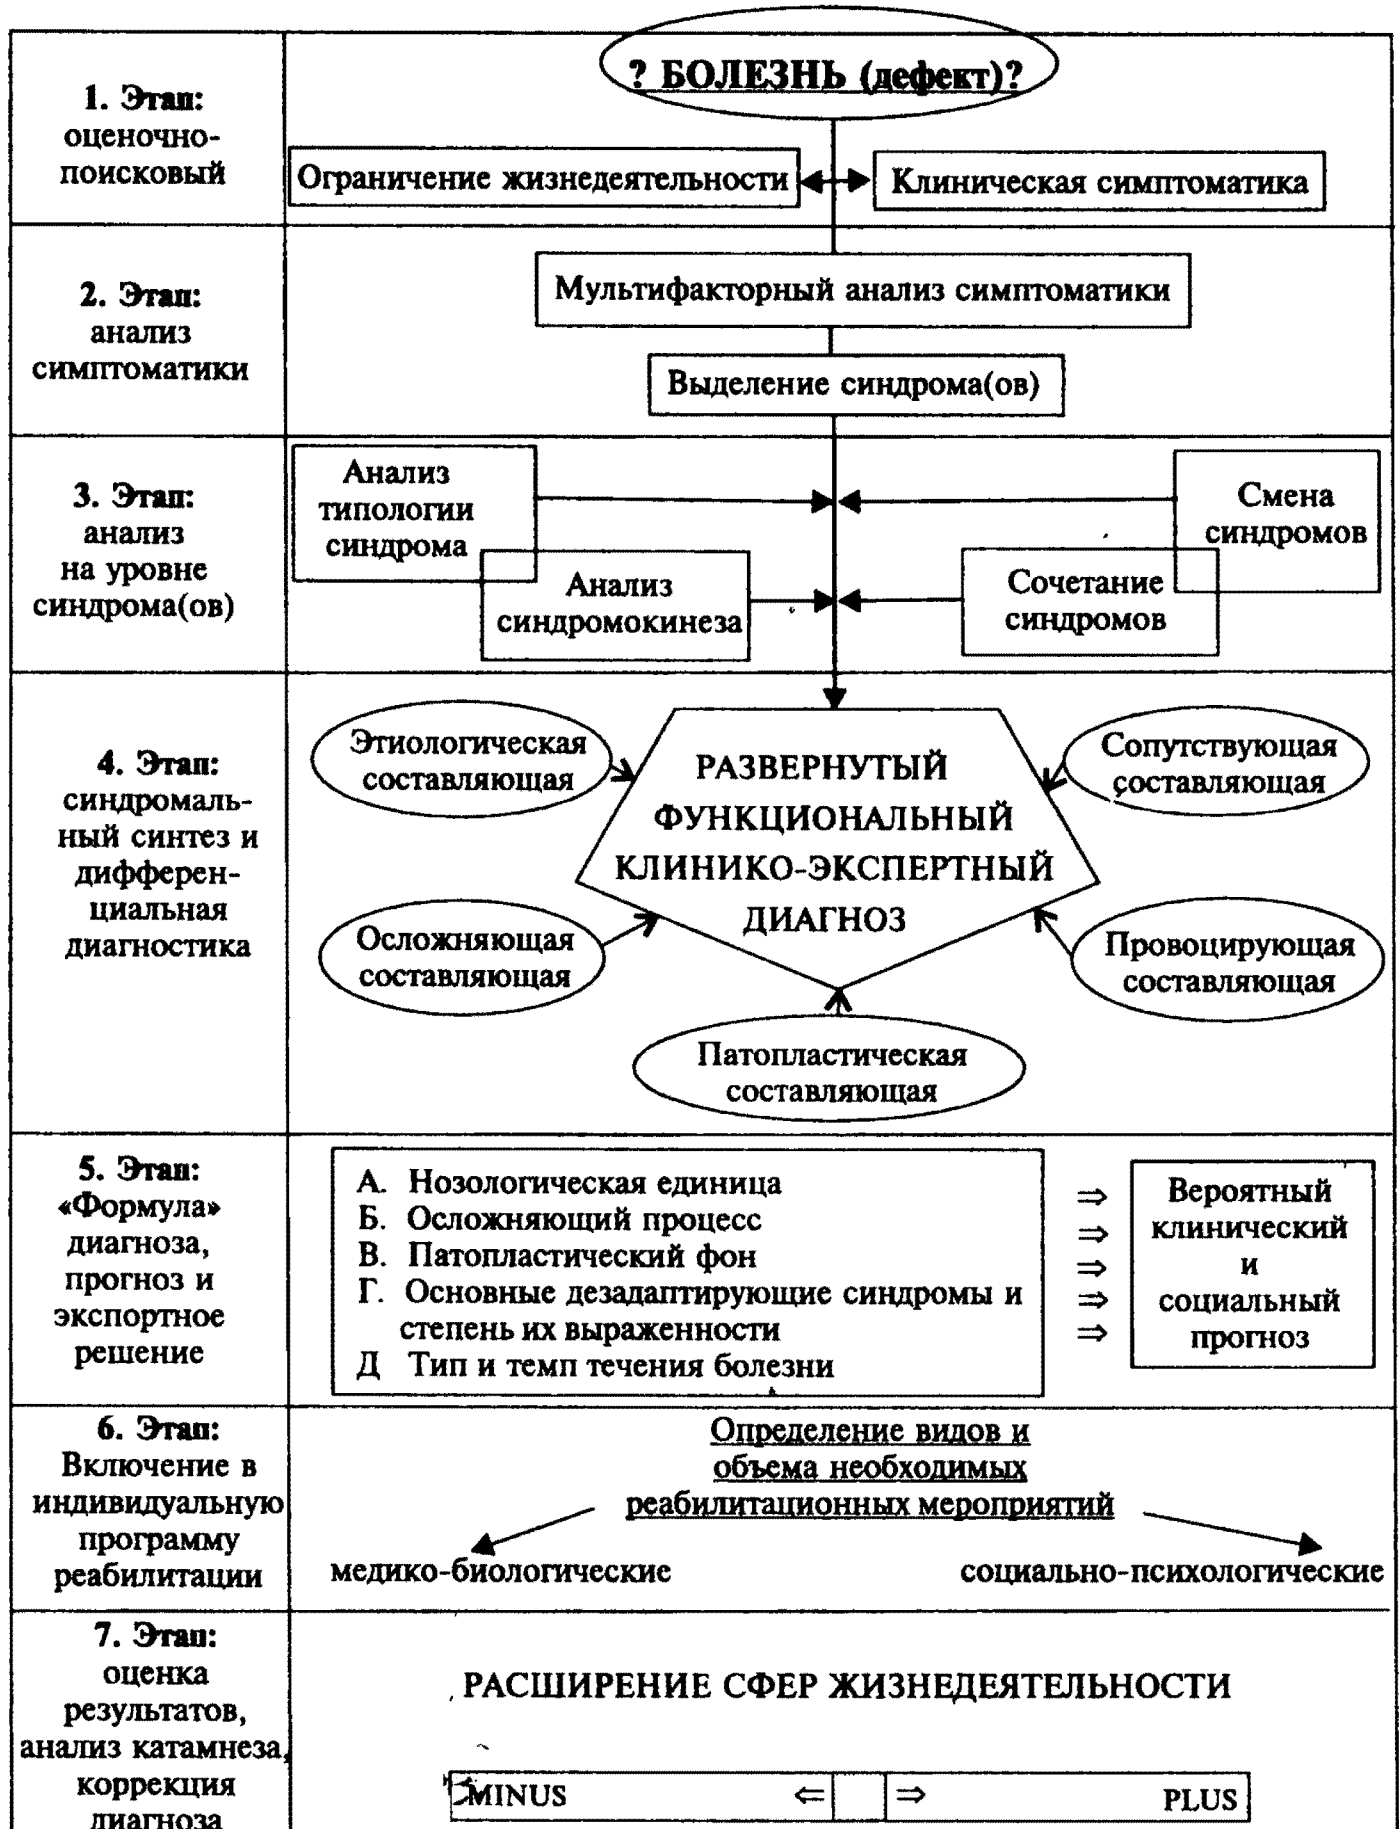 1. Этап:
оценочно-
поисковый
? БОЛЕЗНЬ (дефект)?
Ограничение жизнедеятельности
Клиническая симптоматика
2. Этап:
анализ
симптоматики
Мультифакторный анализ симптоматики
Выделение синдрома(ов)
3. Этап:
анализ
на уровне
синдрома(ов)
Анализ
типологии
синдрома
Анализ
синдромокинеза
Смена
синдромов
Сочетание
синдромов
4. Этап:
синдромаль-
ный синтез и
дифферен-
циальная
диагностика
Этиологическая
составляющая
РАЗВЕРНУТЫЙ
ФУНКЦИОНАЛЬНЫЙ
КЛИНИКО-ЭКСПЕРТНЫЙ
ДИАГНОЗ
Сопутствующая
составляющая
Осложняющая
составляющая
Провоцирующая
составляющая
Патопластическая
составляющая
5. Этап:
«Формула»
диагноза,
прогноз и
экспортное
решение
А. Нозологическая единица
Б. Осложняющий процесс
В. Патопластический фон
Г. Основные дезадаптирующие синдромы и
степень их выраженности
Д Тип и темп течения болезни
⇒
⇒
⇒
⇒
⇒
Вероятный
клинический
и
социальный
прогноз
6. Этап:
Включение в
индивидуальную
программу
реабилитации
Определение видов и
объема необходимых
реабилитационных мероприятий
медико-биологические
социально-психологические
7. Этап:
оценка
результатов,
анализ катамнеза,
коррекция
диагноза
РАСШИРЕНИЕ СФЕР ЖИЗНЕДЕЯТЕЛЬНОСТИ
MINUS ⇐ ⇒ PLUS